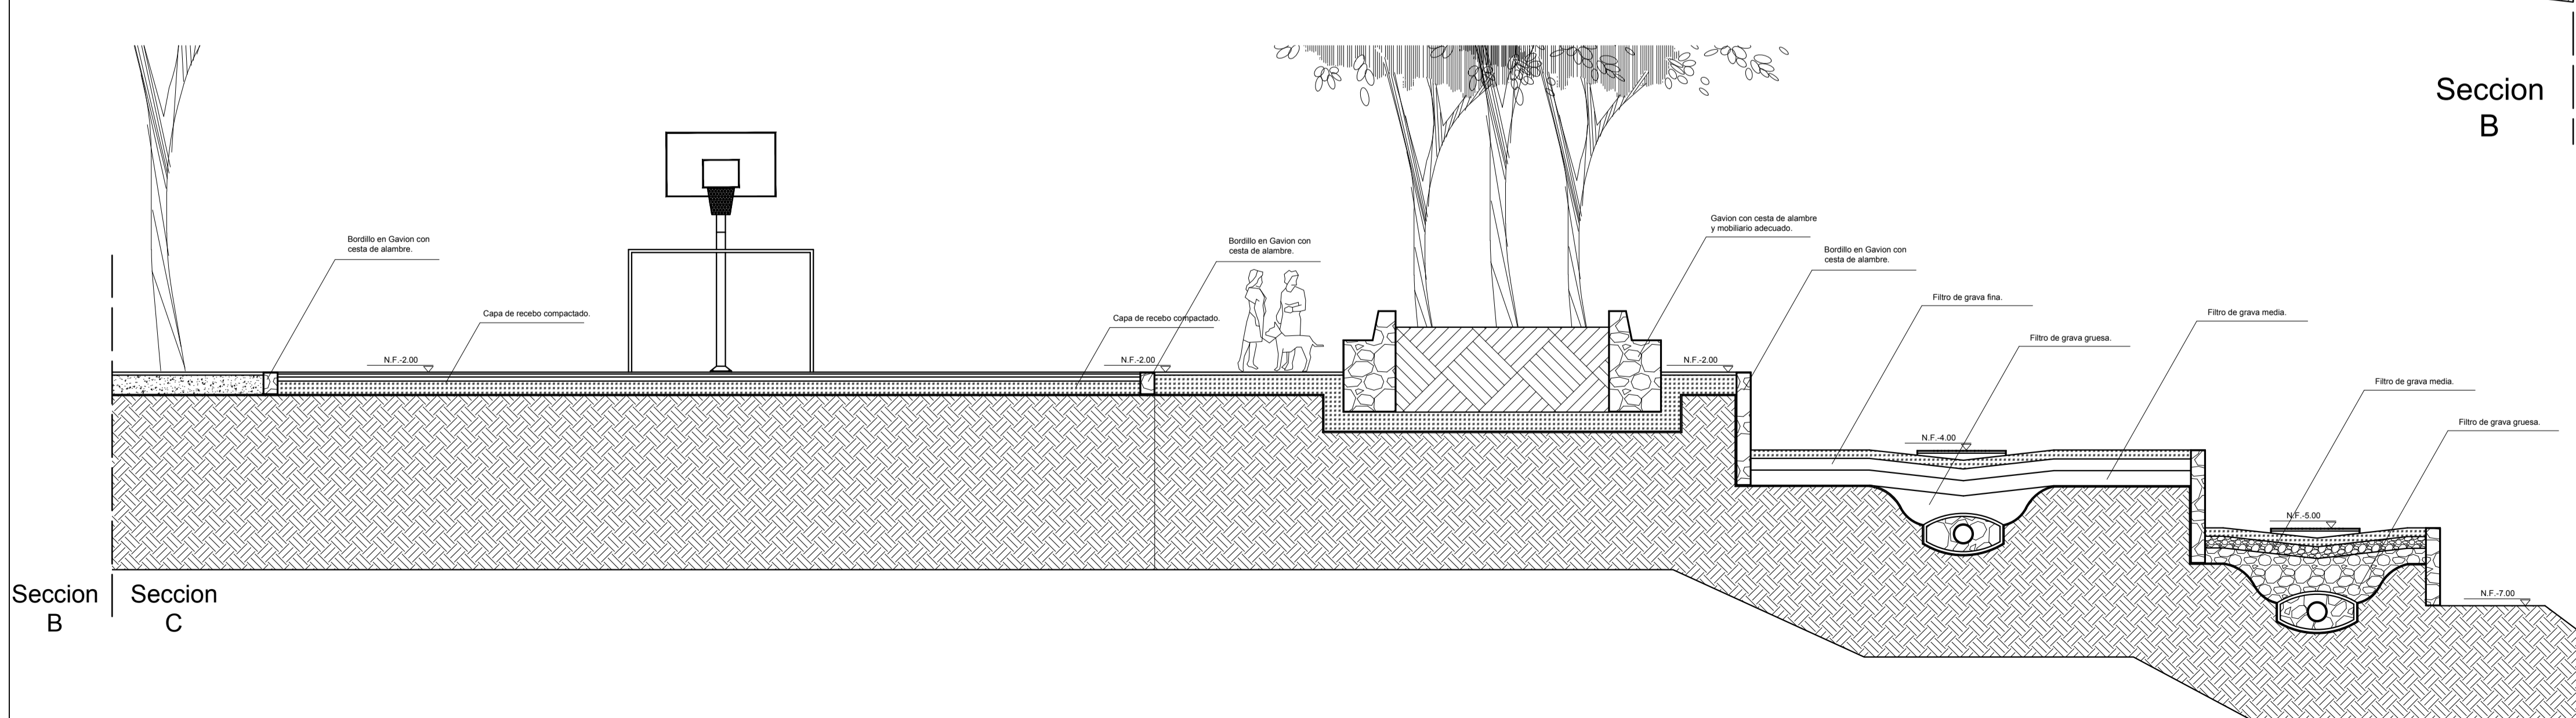 Seccion
B
Bordillo en Gavion con
cesta de alambre.
Capa de recebo compactado.
N.F.-2.00
Bordillo en Gavion con
cesta de alambre.
Capa de recebo compactado.
N.F.-2.00
Gavion con cesta de alambre
y mobiliario adecuado.
Bordillo en Gavion con
cesta de alambre.
N.F.-2.00
Filtro de grava fina.
Filtro de grava gruesa.
Filtro de grava media.
N.F.-4.00
Filtro de grava media.
Filtro de grava gruesa.
N.F.-5.00
N.F.-7.00
Seccion
B
Seccion
C